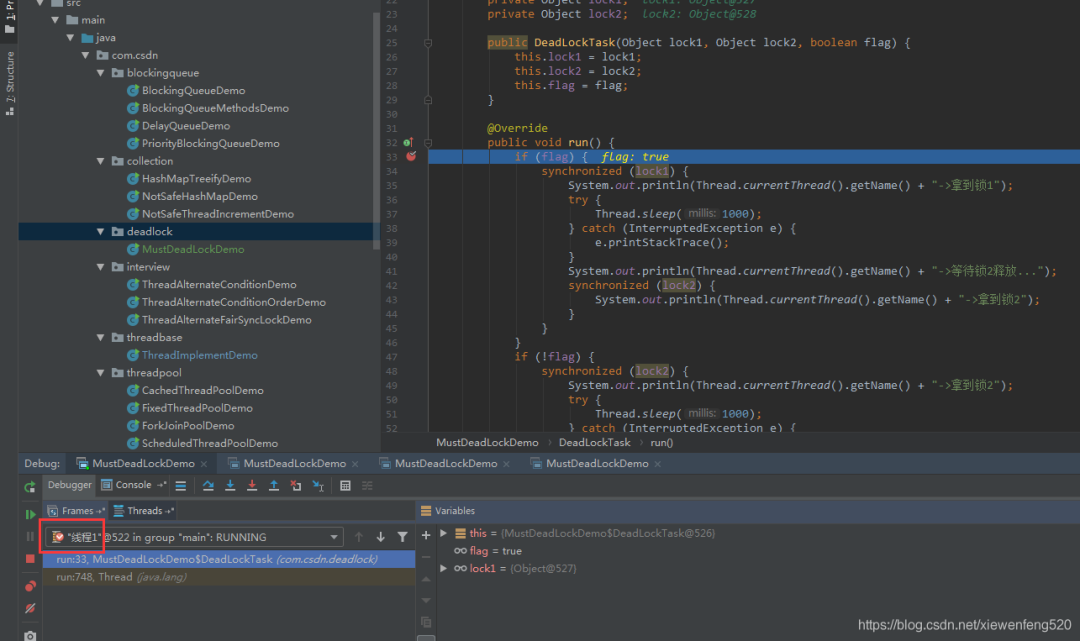 1: Pr
7: Structure
src
main
java
com.csdn
blockingqueue
BlockingQueueDemo
BlockingQueueMethodsDemo
DelayQueueDemo
PriorityBlockingQueueDemo
collection
HashMapTreeifyDemo
NotSafeHashMapDemo
NotSafeThreadIncrementDemo
deadlock
MustDeadLockDemo
interview
ThreadAlternateConditionDemo
ThreadAlternateConditionOrderDemo
ThreadAlternateFairSyncLockDemo
threadbase
ThreadImplementDemo
threadpool
CachedThreadPoolDemo
FixedThreadPoolDemo
ForkJoinPoolDemo
ScheduledThreadPoolDemo
22 private Object lock1; lock1: Object@527
23 private Object lock2; lock2: Object@528
24
25 public DeadLockTask(Object lock1, Object lock2, boolean flag) {
26 this.lock1 = lock1;
27 this.lock2 = lock2;
28 this.flag = flag;
29 }
30
31 @Override
32 public void run() {
33 if (flag) { flag: true
34 synchronized (lock1) {
35 System.out.println(Thread.currentThread().getName() + "->拿到锁1");
36 try {
37 Thread.sleep( millis: 1000);
38 } catch (InterruptedException e) {
39 e.printStackTrace();
40 }
41 System.out.println(Thread.currentThread().getName() + "->等待锁2释放...");
42 synchronized (lock2) {
43 System.out.println(Thread.currentThread().getName() + "->拿到锁2");
44 }
45 }
46 }
47 if (!flag) {
48 synchronized (lock2) {
49 System.out.println(Thread.currentThread().getName() + "->拿到锁2");
50 try {
51 Thread.sleep( millis: 1000);
52 } catch (InterruptedException e) {
MustDeadLockDemo › DeadLockTask › run()
Debug: MustDeadLockDemo × MustDeadLockDemo × MustDeadLockDemo × MustDeadLockDemo ×
Debugger Console
Frames Threads
Variables
"线程1"@522 in group "main": RUNNING
run:33, MustDeadLockDemo$DeadLockTask (com.csdn.deadlock)
run:748, Thread (java.lang)
this = {MustDeadLockDemo$DeadLockTask@526}
flag = true
lock1 = {Object@527}
https://blog.csdn.net/xiewenfeng520